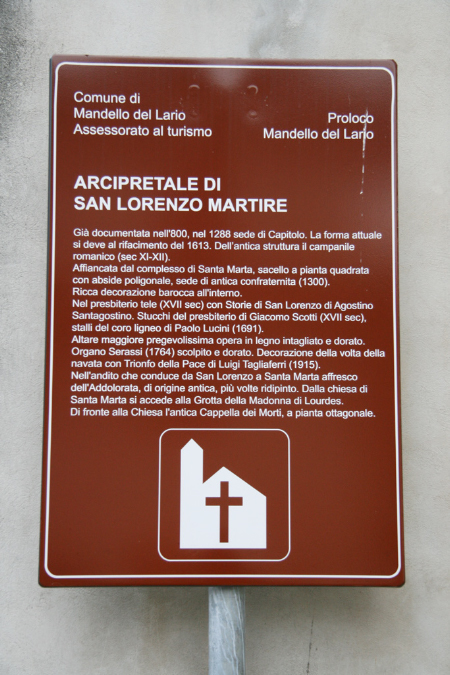 Comune di
Mandello del Lario
Assessorato al turismo
Proloco
Mandello del Lario
ARCIPRETALE DI
SAN LORENZO MARTIRE
Già documentata nell'800, nel 1288 sede di Capitolo. La forma attuale
si deve al rifacimento del 1613. Dell'antica struttura il campanile
romanico (sec XI-XII).
Affiancata dal complesso di Santa Marta, sacello a pianta quadrata
con abside poligonale, sede di antica confraternita (1300).
Ricca decorazione barocca all'interno.
Nel presbiterio tele (XVII sec) con Storie di San Lorenzo di Agostino
Santagostino. Stucchi del presbiterio di Giacomo Scotti (XVII sec),
stalli del coro ligneo di Paolo Lucini (1691).
Altare maggiore pregevolissima opera in legno intagliato e dorato.
Organo Serassi (1764) scolpito e dorato. Decorazione della volta della
navata con Trionfo della Pace di Luigi Tagliaferri (1915).
Nell'andito che conduce da San Lorenzo a Santa Marta affresco
dell'Addolorata, di origine antica, più volte ridipinto. Dalla chiesa di
Santa Marta si accede alla Grotta della Madonna di Lourdes.
Di fronte alla Chiesa l'antica Cappella dei Morti, a pianta ottagonale.